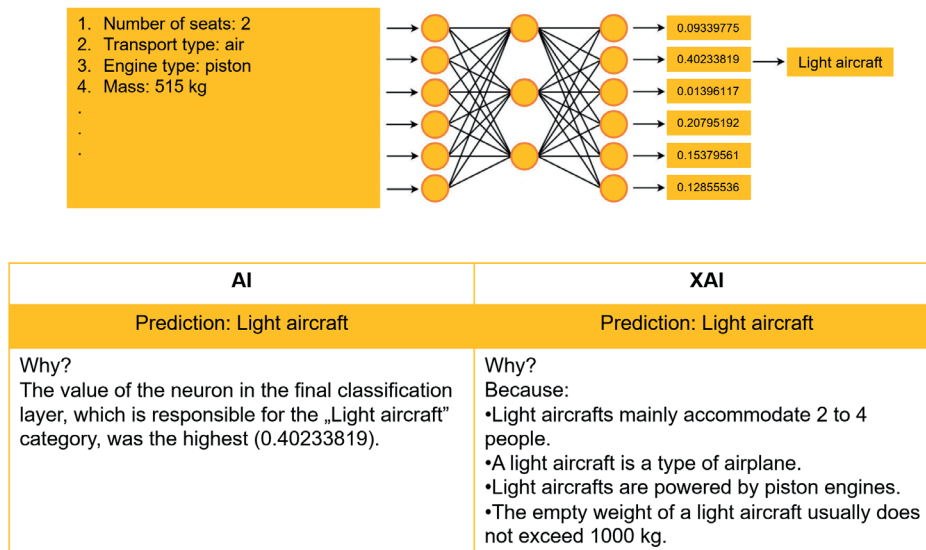 1. Number of seats: 2
2. Transport type: air
3. Engine type: piston
4. Mass: 515 kg
.
.
.
0.09339775
0.40233819
Light aircraft
0.01396117
0.20795192
0.15379561
0.12855536
AI
XAI
Prediction: Light aircraft
Prediction: Light aircraft
Why?
The value of the neuron in the final classification
layer, which is responsible for the „Light aircraft”
category, was the highest (0.40233819).
Why?
Because:
•Light aircrafts mainly accommodate 2 to 4
people.
•A light aircraft is a type of airplane.
•Light aircrafts are powered by piston engines.
•The empty weight of a light aircraft usually does
not exceed 1000 kg.